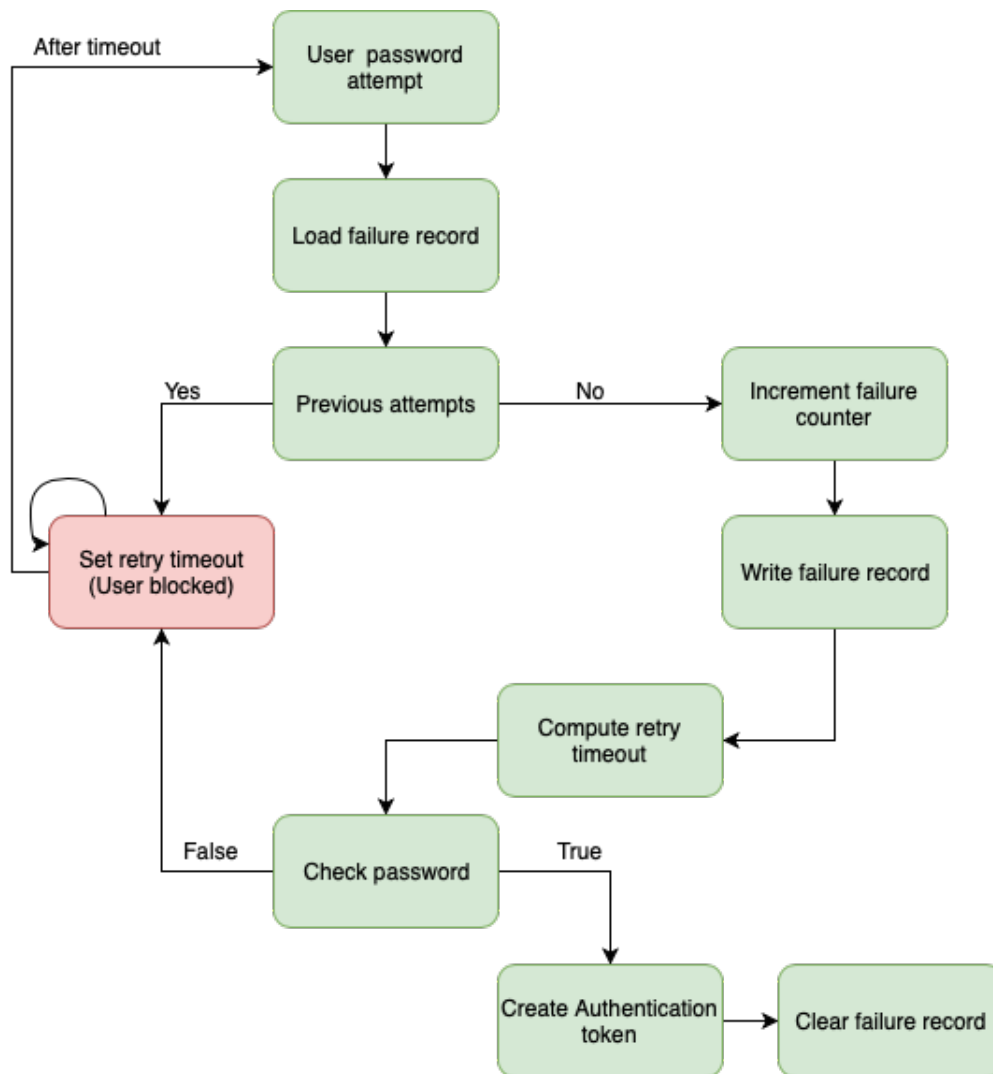 After timeout
User password
attempt
Load failure record
Yes
Previous attempts
No
Increment failure
counter
Set retry timeout
(User blocked)
Write failure record
Compute retry
timeout
False
Check password
True
Create Authentication
token
Clear failure record